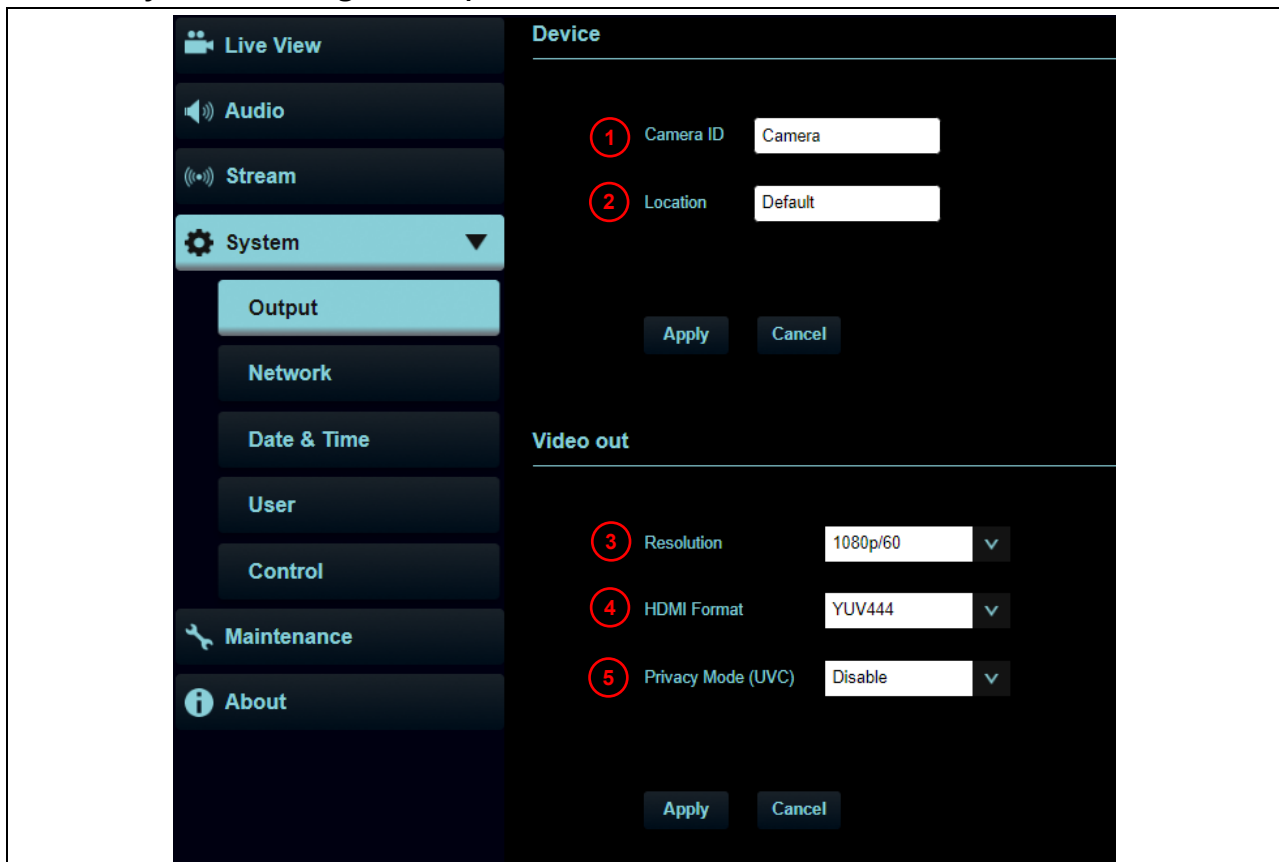 Live View
Audio
Stream
System
Output
Network
Date & Time
User
Control
Maintenance
About
Device
1 Camera ID Camera
2 Location Default
Apply Cancel
Video out
3 Resolution 1080p/60
4 HDMI Format YUV444
5 Privacy Mode (UVC) Disable
Apply Cancel